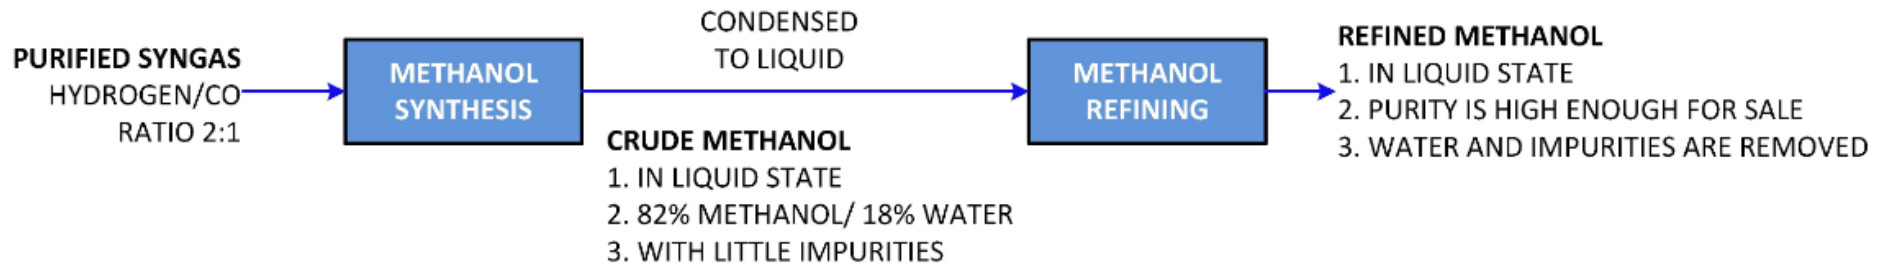 PURIFIED SYNGAS
HYDROGEN/CO
RATIO 2:1
METHANOL
SYNTHESIS
CONDENSED
TO LIQUID
CRUDE METHANOL
1. IN LIQUID STATE
2. 82% METHANOL/ 18% WATER
3. WITH LITTLE IMPURITIES
METHANOL
REFINING
REFINED METHANOL
1. IN LIQUID STATE
2. PURITY IS HIGH ENOUGH FOR SALE
3. WATER AND IMPURITIES ARE REMOVED